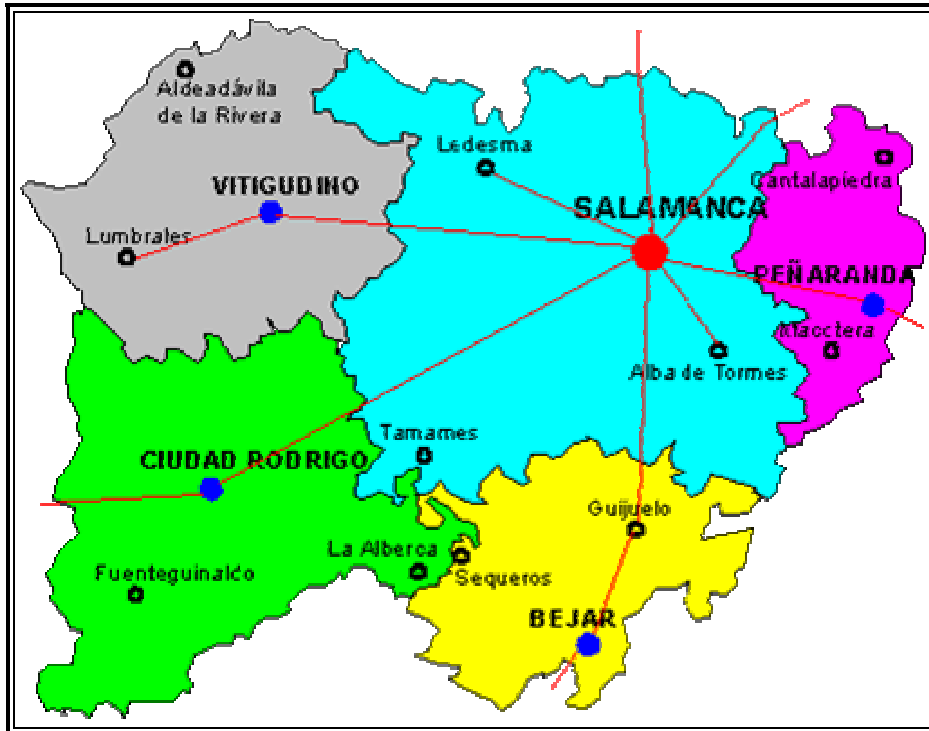 Aldeadávila
de la Rivera
Ledesma
Cantalapiedra
VITIGUDINO
SALAMANCA
Lumbrales
PEÑARANDA
Macotera
Alba de Tormes
Tamames
CIUDAD RODRIGO
Guijuelo
La Alberca
Sequeros
Fuenteguinaldo
BEJAR